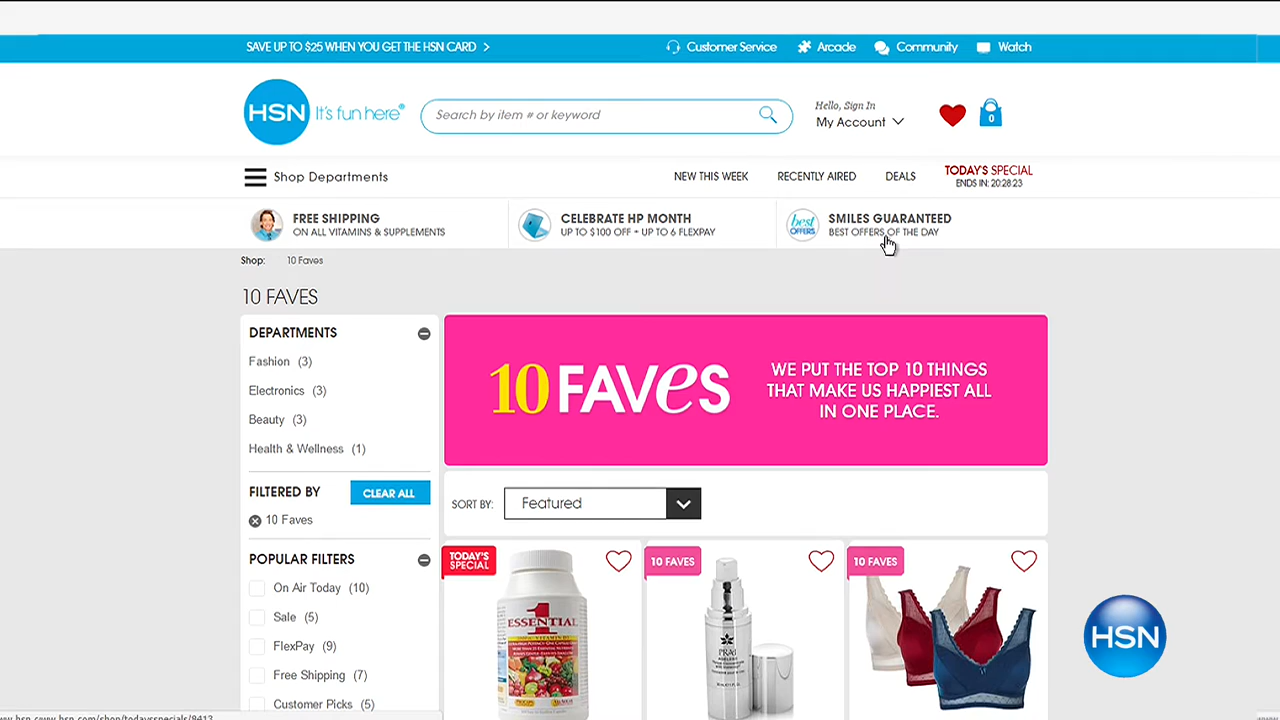 SAVE UP TO $25 WHEN YOU GET THE HSN CARD
Customer Service
Arcade
Community
Watch
HSN It's fun here®
Search by item # or keyword
Hello, Sign In
My Account
0
Shop Departments
NEW THIS WEEK
RECENTLY AIRED
DEALS
TODAY'S SPECIAL
ENDS IN: 20:28:23
FREE SHIPPING
ON ALL VITAMINS & SUPPLEMENTS
CELEBRATE HP MONTH
UP TO $100 OFF + UP TO 6 FLEXPAY
best
OFFERS
SMILES GUARANTEED
BEST OFFERS OF THE DAY
Shop: 10 Faves
10 FAVES
DEPARTMENTS
Fashion (3)
Electronics (3)
Beauty (3)
Health & Wellness (1)
FILTERED BY
CLEAR ALL
10 Faves
POPULAR FILTERS
On Air Today (10)
Sale (5)
FlexPay (9)
Free Shipping (7)
Customer Picks (5)
10 FAVeS
WE PUT THE TOP 10 THINGS
THAT MAKE US HAPPIEST ALL
IN ONE PLACE.
SORT BY: Featured
TODAY'S
SPECIAL
ESSENTIAL
1
10 FAVES
PRAI
AGELESS
10 FAVES
HSN